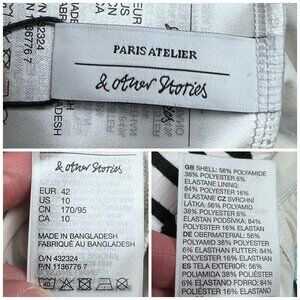 PARIS ATELIER
& other Stories
& other Stories
EUR 42
US 10
CN 170/95
CA 10
MADE IN BANGLADESH
FABRIQUÉ AU BANGLADESH
O/N 432324
P/N 1136776 7
40
GB SHELL: 56% POLYAMIDE
38% POLYESTER 6%
ELASTANE LINING:
84% POLYESTER 16%
ELASTANE CZ SVRCHNÍ
LÁTKA: 56% POLYAMID
38% POLYESTER 6%
ELASTAN PODŠÍVKA: 84%
POLYESTER 16% ELASTAN
DE OBERMATERIAL: 56%
POLYAMID 38% POLYESTER
6% ELASTHAN FUTTER: 84%
POLYESTER 16% ELASTHAN
ES TELA EXTERIOR: 56%
POLIAMIDA 38% POLIÉSTER
6% ELASTANO FORRO: 84%
POLIÉSTER 16% ELASTANO